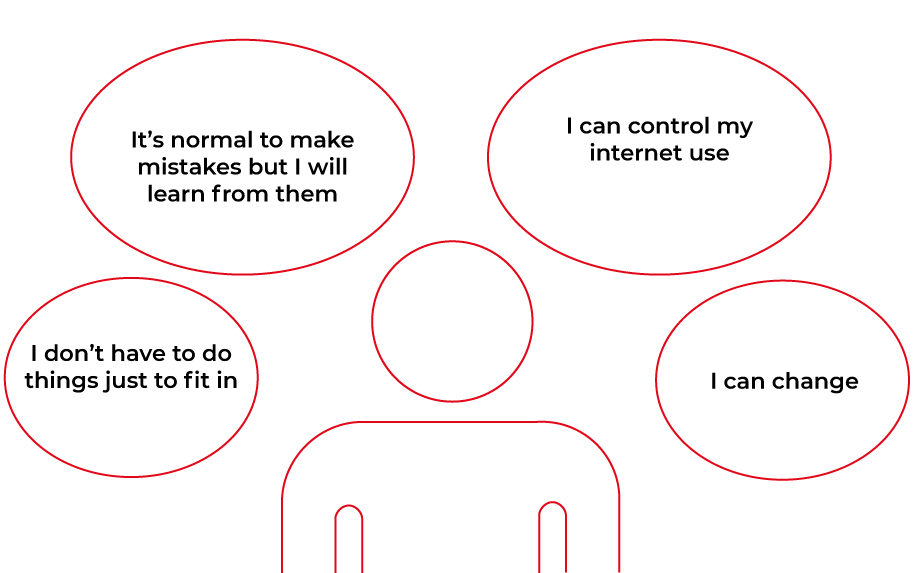 It’s normal to make
mistakes but I will
learn from them
I can control my
internet use
I don’t have to do
things just to fit in
I can change